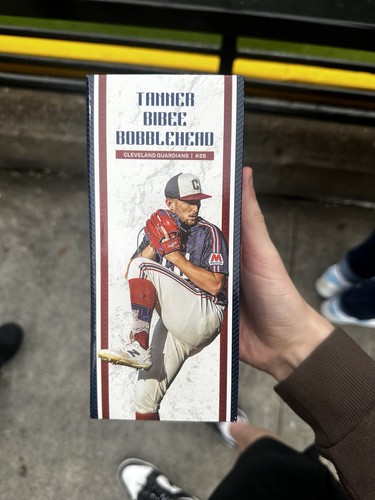 TANNER
BIBEE
BOBBLEHEAD
CLEVELAND GUARDIANS | #28
C
M